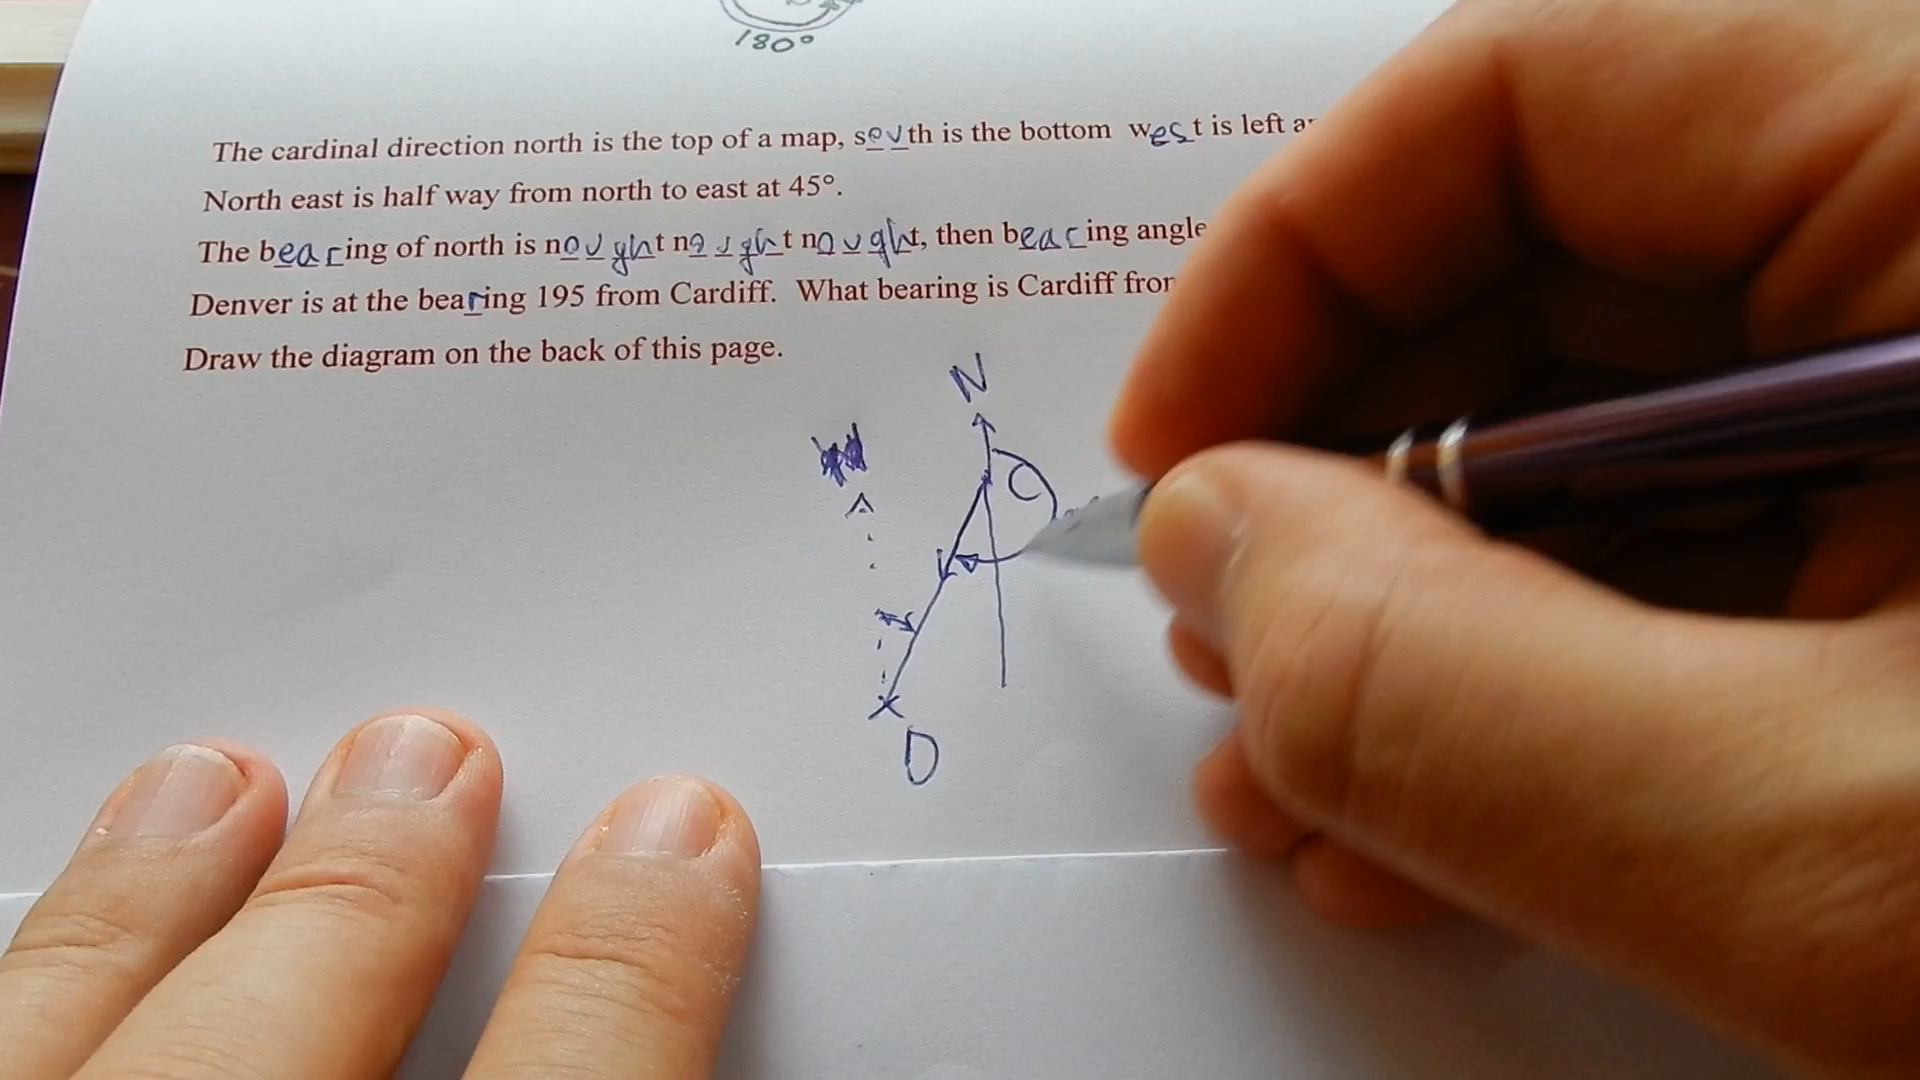 180°
The cardinal direction north is the top of a map, south is the bottom west is left
North east is half way from north to east at 45°.
The bearing of north is nought nought nought, then bearing angle
Denver is at the bearing 195 from Cardiff. What bearing is Cardiff
Draw the diagram on the back of this page.
N
C
D